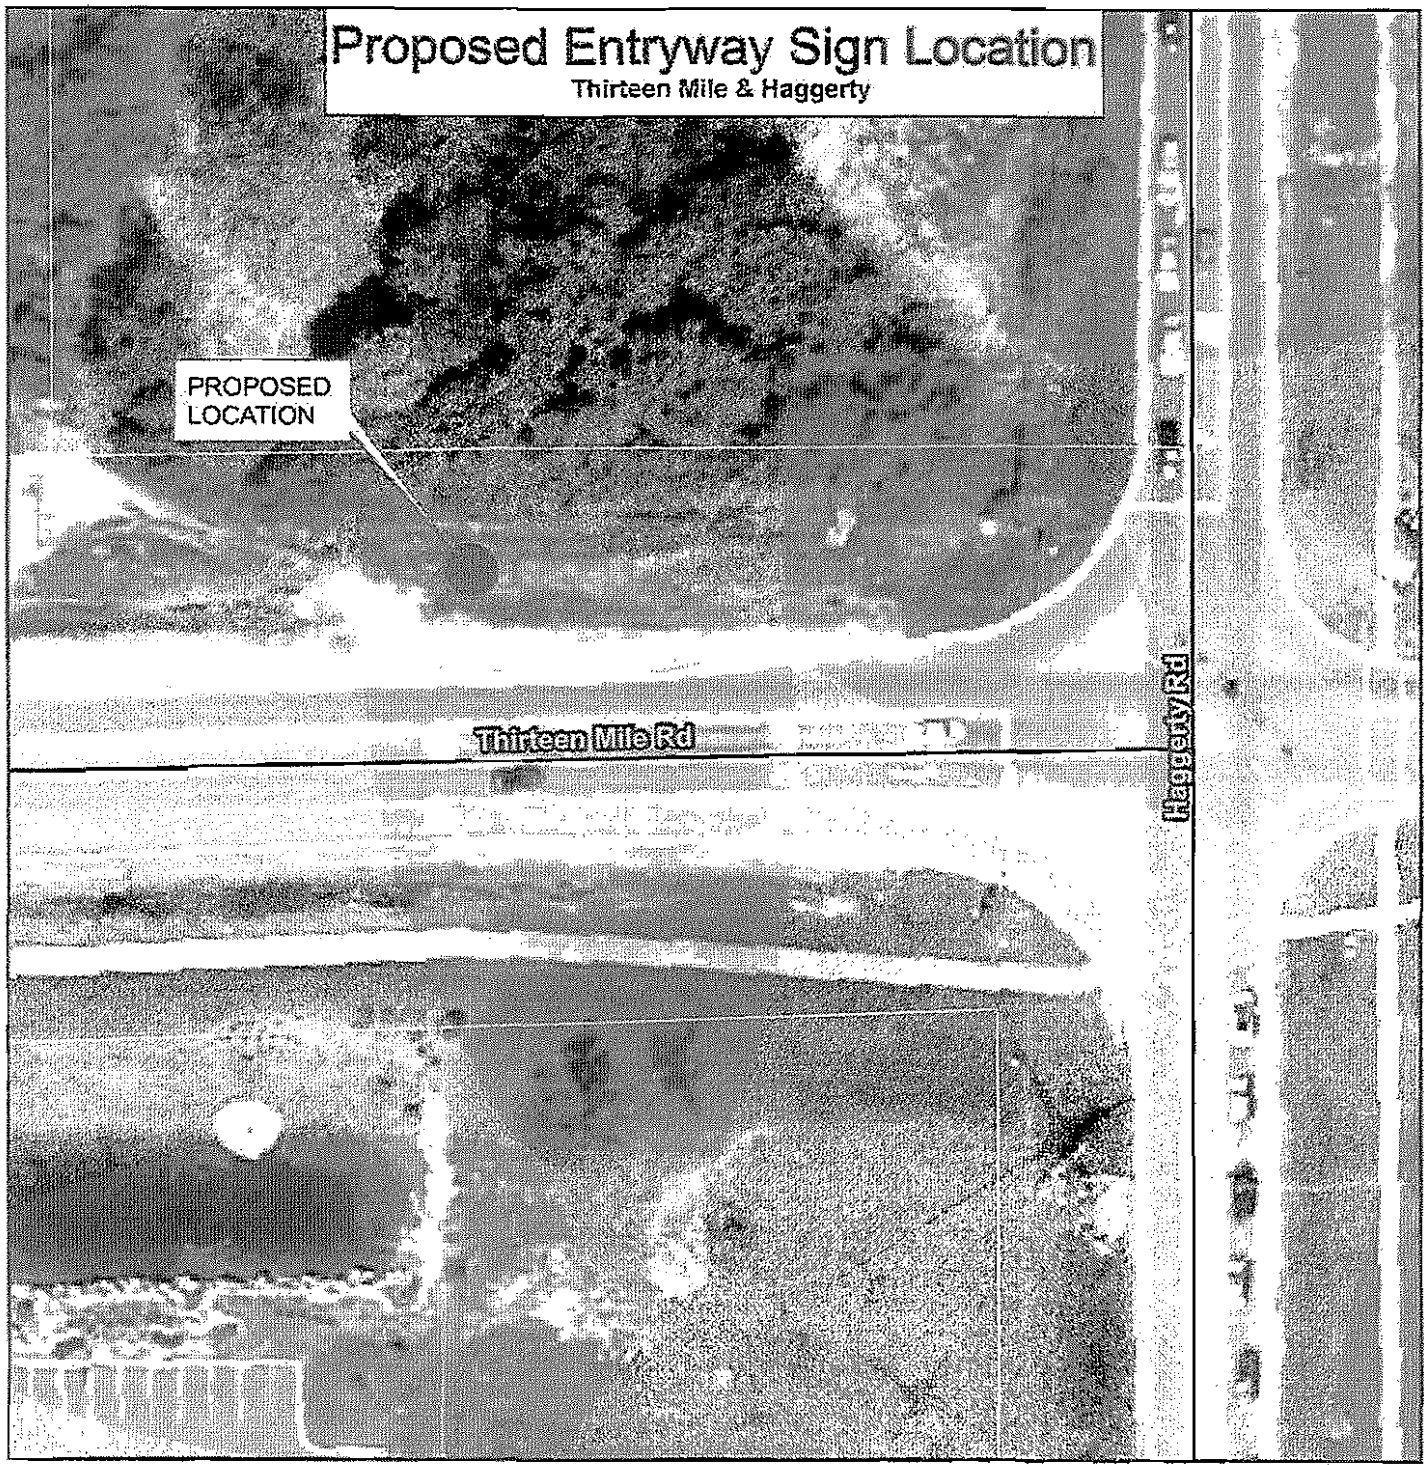 Proposed Entryway Sign Location
Thirteen Mile & Haggerty
PROPOSED
LOCATION
Thirteen Mile Rd
Haggerty Rd